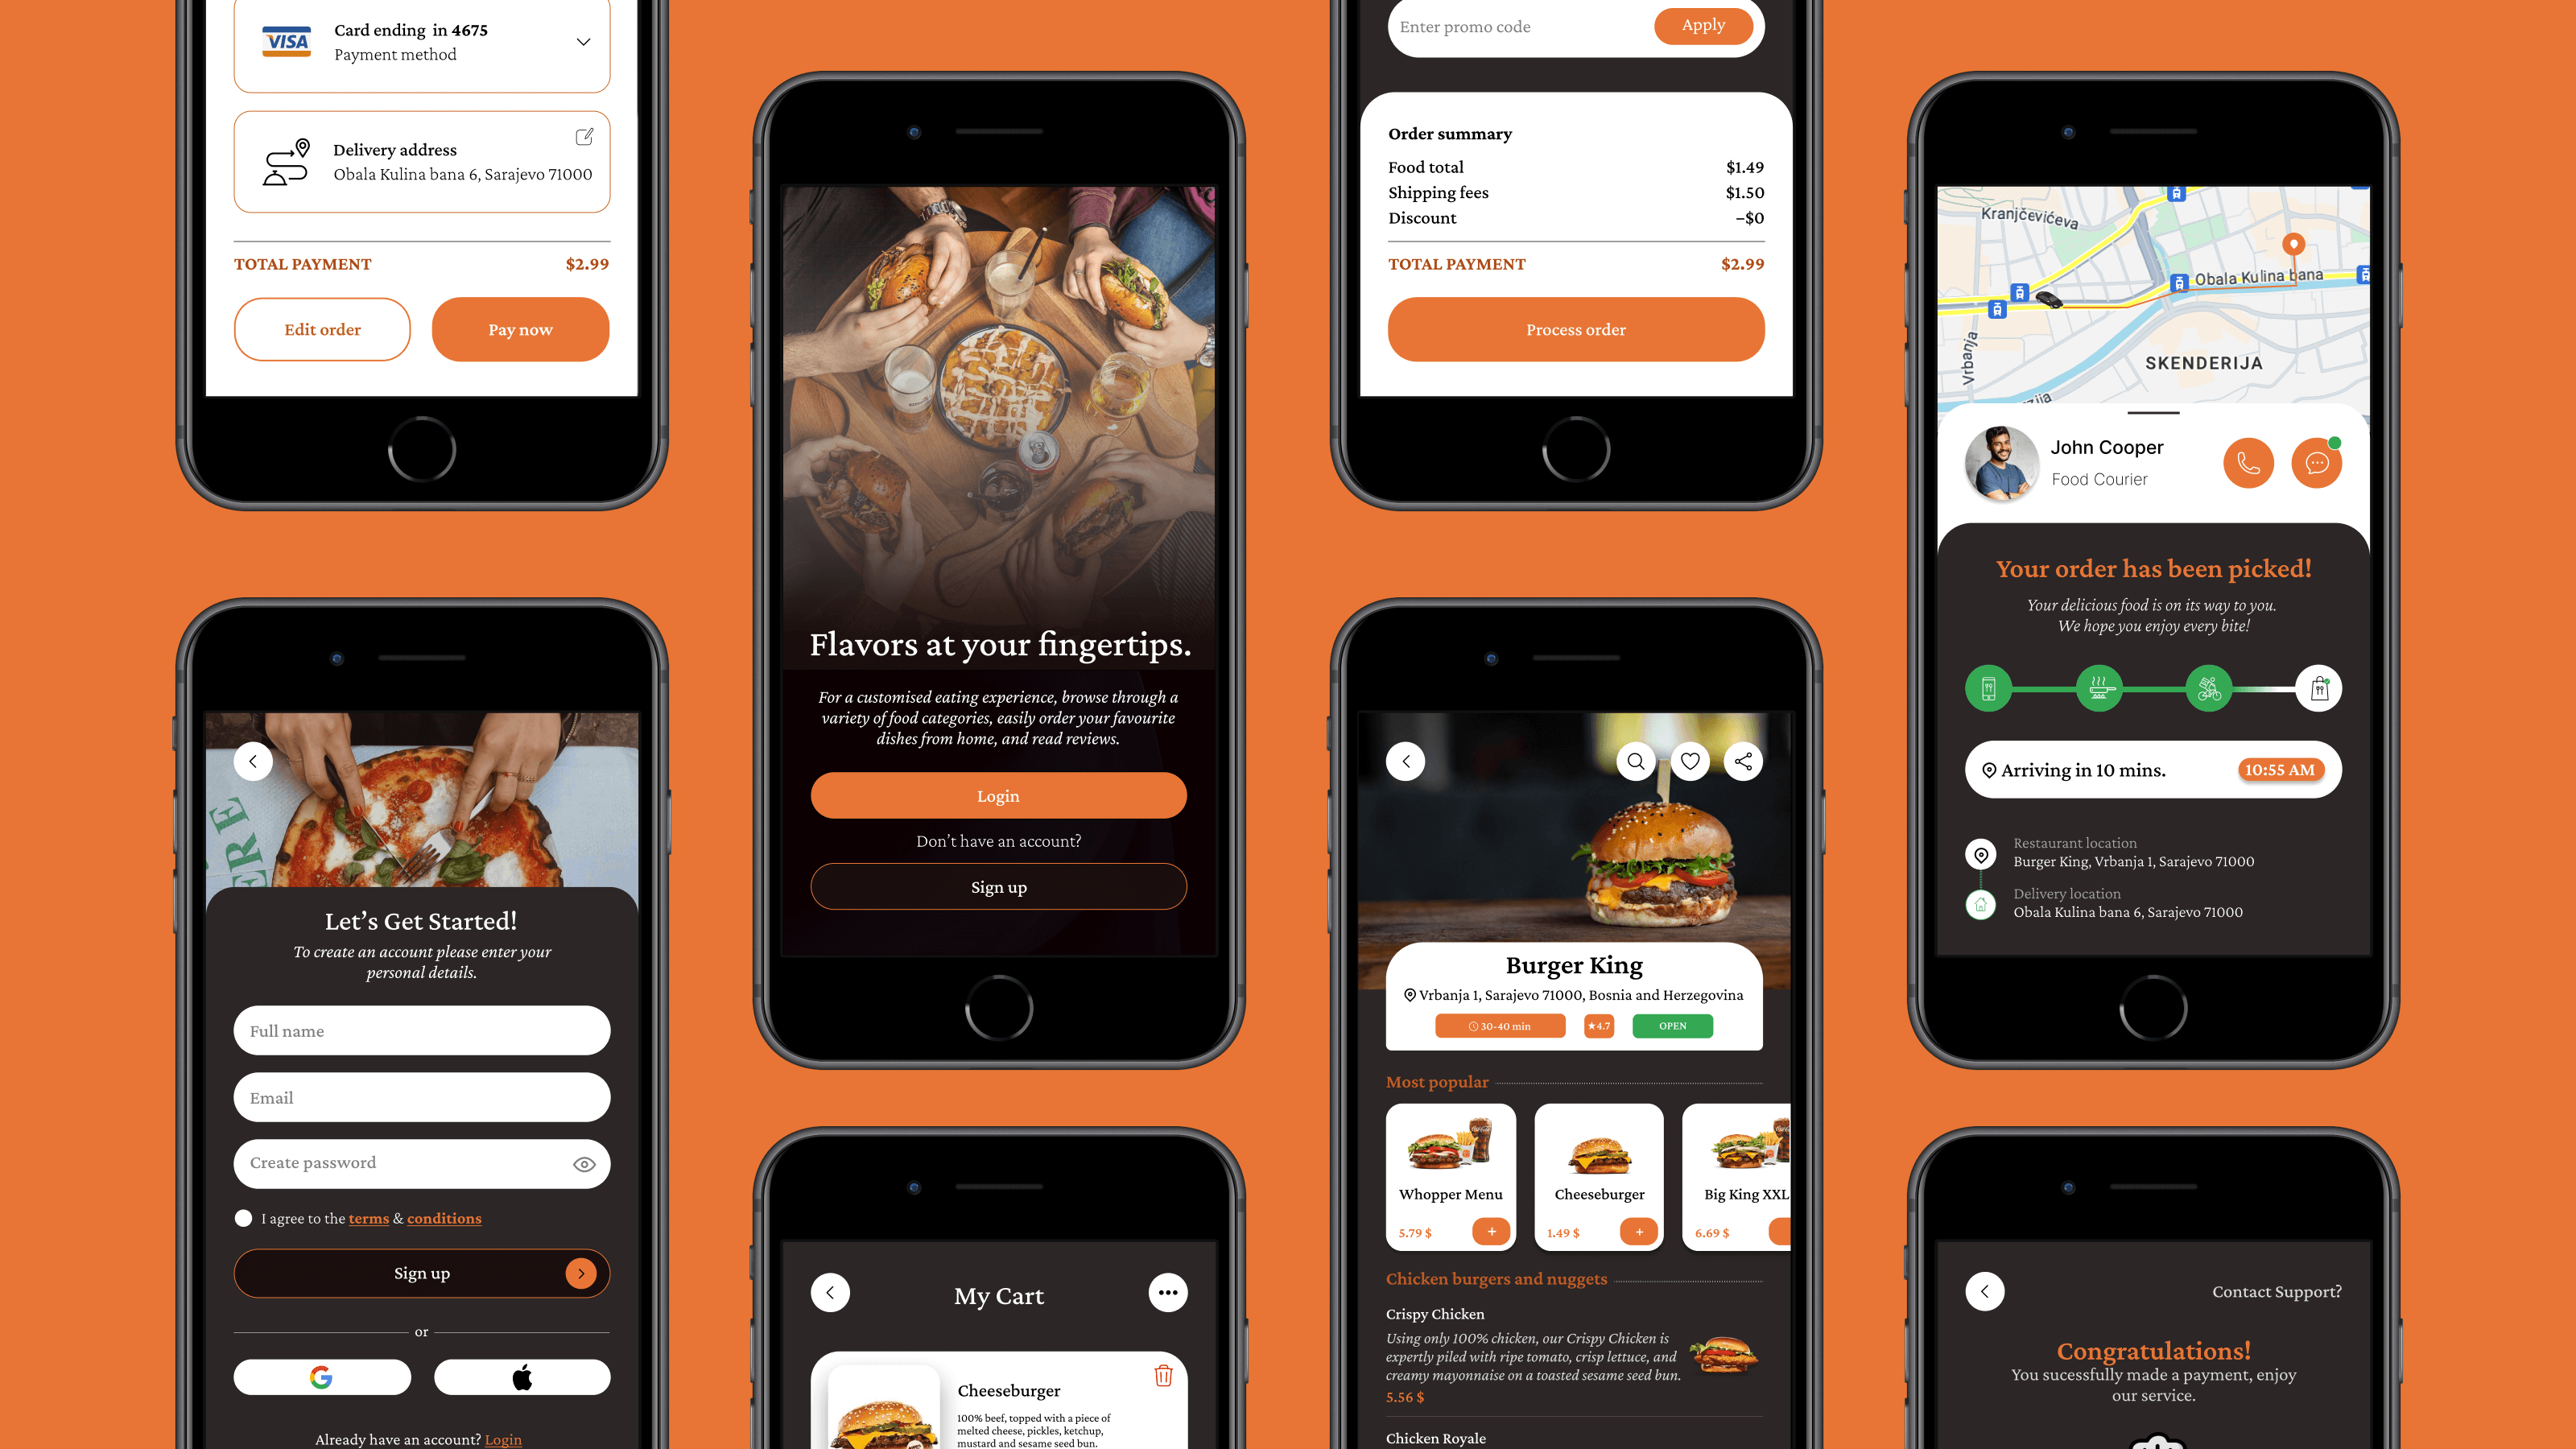 VISA
Card ending in 4675
Payment method
Delivery address
Obala Kulina bana 6, Sarajevo 71000
TOTAL PAYMENT $2.99
Edit order
Pay now
ERE
Let's Get Started!
To create an account please enter your
personal details.
Full name
Email
Create password
I agree to the terms & conditions
Sign up
or
Already have an account? Login
Flavors at your fingertips.
For a customised eating experience, browse through a
variety of food categories, easily order your favourite
dishes from home, and read reviews.
Login
Don't have an account?
Sign up
My Cart
Cheeseburger
100% beef, topped with a piece of
melted cheese, pickles, ketchup,
mustard and sesame seed bun.
Enter promo code
Apply
Order summary
Food total $1.49
Shipping fees $1.50
Discount –$0
TOTAL PAYMENT $2.99
Process order
Burger King
Vrbanja 1, Sarajevo 71000, Bosnia and Herzegovina
30-40 min
★4.7
OPEN
Most popular
Whopper Menu
5.79 $
+
Cheeseburger
1.49 $
+
Big King XXL
6.69 $
Chicken burgers and nuggets
Crispy Chicken
Using only 100% chicken, our Crispy Chicken is
expertly piled with ripe tomato, crisp lettuce, and
creamy mayonnaise on a toasted sesame seed bun.
5.56 $
Chicken Royale
Kranjčevićeva
Obala Kulina bana
Vrbanja
SKENDERIJA
John Cooper
Food Courier
Your order has been picked!
Your delicious food is on its way to you.
We hope you enjoy every bite!
Arriving in 10 mins.
10:55 AM
Restaurant location
Burger King, Vrbanja 1, Sarajevo 71000
Delivery location
Obala Kulina bana 6, Sarajevo 71000
Contact Support?
Congratulations!
You sucessfully made a payment, enjoy
our service.